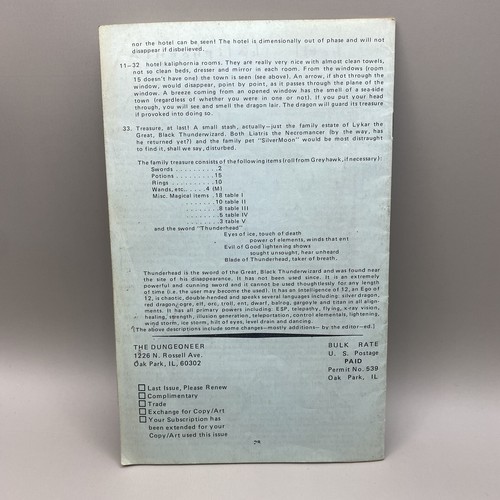 nor the hotel can be seen! The hotel is dimensionally out of phase and will not
disappear if disbelieved.
11-32 hotel kaliphornia rooms. They are really very nice with almost clean towels,
not so clean beds, dresser and mirror in each room. From the windows (room
15 doesn't have one) the town is seen (see above). An arrow, if shot through the
window, would disappear, point by point, as it passes through the plane of the
window. A breeze coming from an opened window has the smell of a sea-side
town (regardless of whether you were in one or not). If you put your head
through, you will see and smell the dragon lair. The dragon will guard its treasure
if provoked into doing so.
33. Treasure, at last! A small stash, actually—just the family estate of Lykar the
Great, Black Thunderwizard. Both Liatris the Necromancer (by the way, has
he returned yet?) and the family pet "SilverMoon" would be most distraught
to find it, shall we say, disturbed.
The family treasure consists of the following items (roll from Greyhawk, if necessary):
Swords . . . . . . . . . . .2
Potions . . . . . . . . . .15
Rings . . . . . . . . . . .10
Wands, etc. . . . . .4 (M)
Misc. Magical items . 18 table I
. . . . . . . . 10 table II
. . . . . . . . 8 table III
. . . . . . . . 5 table IV
. . . . . . . . 3 table V
and the sword "Thunderhead"
Eyes of ice, touch of death
power of elements, winds that ent
Evil of Good lightening shows
sought unsought, hear unheard
Blade of Thunderhead, taker of breath.
Thunderhead is the sword of the Great, Black Thunderwizard and was found near
the site of his disappearance. It has not been used since. It is an extremely
powerful and cunning sword and it cannot be used thoughtlessly for any length
of time (i.e. the user may become the used). It has an intelligence of 12, an Ego of
12, is chaotic, double handed and speaks several languages including: silver dragon,
red dragon, ogre, elf, orc, troll, ent, dwarf, balrog, gargoyle and titan in all align-
ments. It has all primary powers including: ESP, telepathy, flying, x-ray vision,
healing, strength, illusion generation, teleportation, control elementals, lightening,
wind storm, ice storm, hilt of eyes, level drain and dancing.
[The above descriptions include some changes—mostly additions— by the editor—ed.]
THE DUNGEONEER
1226 N. Rossell Ave.
Oak Park, IL, 60302
BULK RATE
U. S. Postage
PAID
Permit No. 539
Oak Park, IL
Last Issue, Please Renew
Complimentary
Trade
Exchange for Copy/Art
Your Subscription has
been extended for your
Copy/Art used this issue